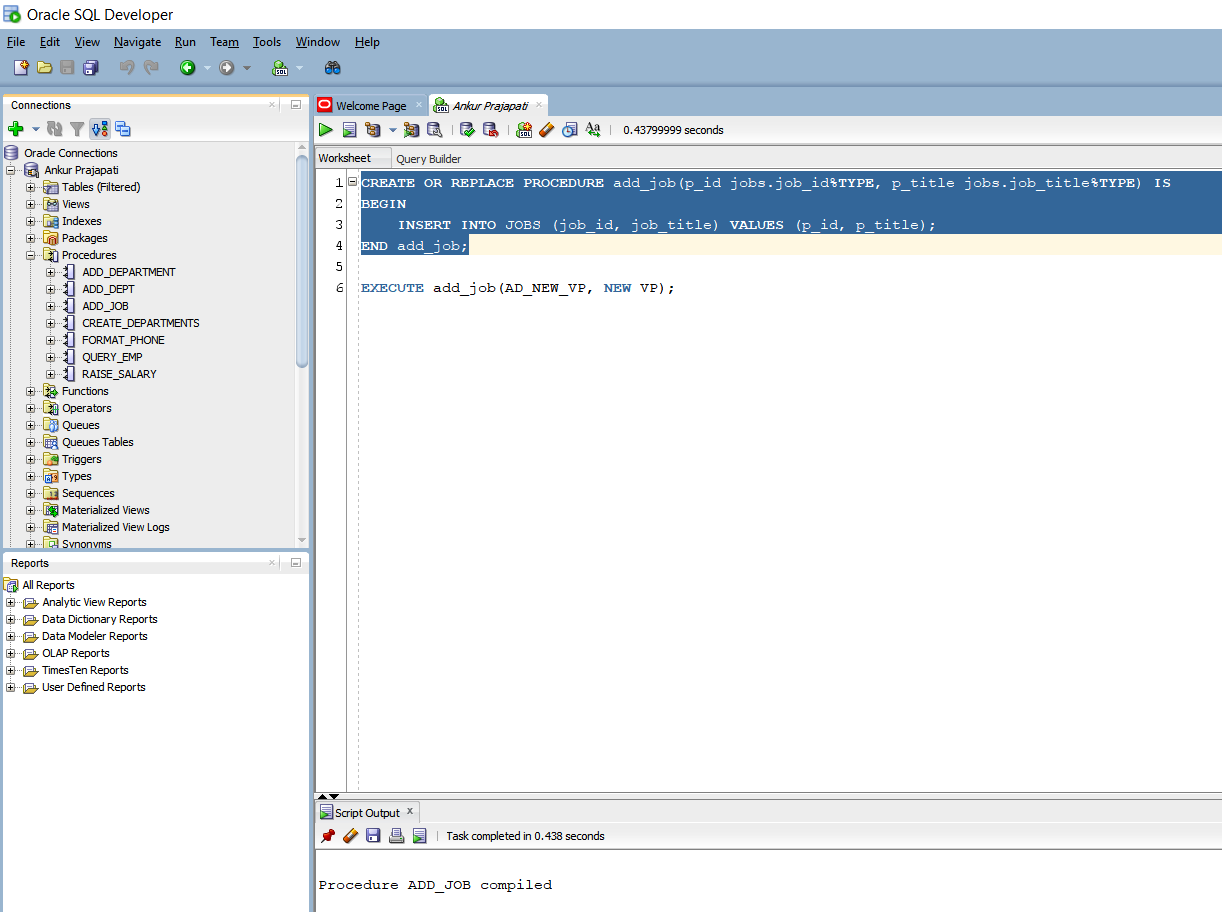 Oracle SQL Developer
File Edit View Navigate Run Team Tools Window Help
Connections
Oracle Connections
Ankur Prajapati
Tables (Filtered)
Views
Indexes
Packages
Procedures
ADD_DEPARTMENT
ADD_DEPT
ADD_JOB
CREATE_DEPARTMENTS
FORMAT_PHONE
QUERY_EMP
RAISE_SALARY
Functions
Operators
Queues
Queues Tables
Triggers
Types
Sequences
Materialized Views
Materialized View Logs
Synonyms
Reports
All Reports
Analytic View Reports
Data Dictionary Reports
Data Modeler Reports
OLAP Reports
TimesTen Reports
User Defined Reports
Welcome Page Ankur Prajapati
0.43799999 seconds
Worksheet Query Builder
1 CREATE OR REPLACE PROCEDURE add_job(p_id jobs.job_id%TYPE, p_title jobs.job_title%TYPE) IS
2 BEGIN
3 INSERT INTO JOBS (job_id, job_title) VALUES (p_id, p_title);
4 END add_job;
5
6 EXECUTE add_job(AD_NEW_VP, NEW VP);
Script Output
Task completed in 0.438 seconds
Procedure ADD_JOB compiled